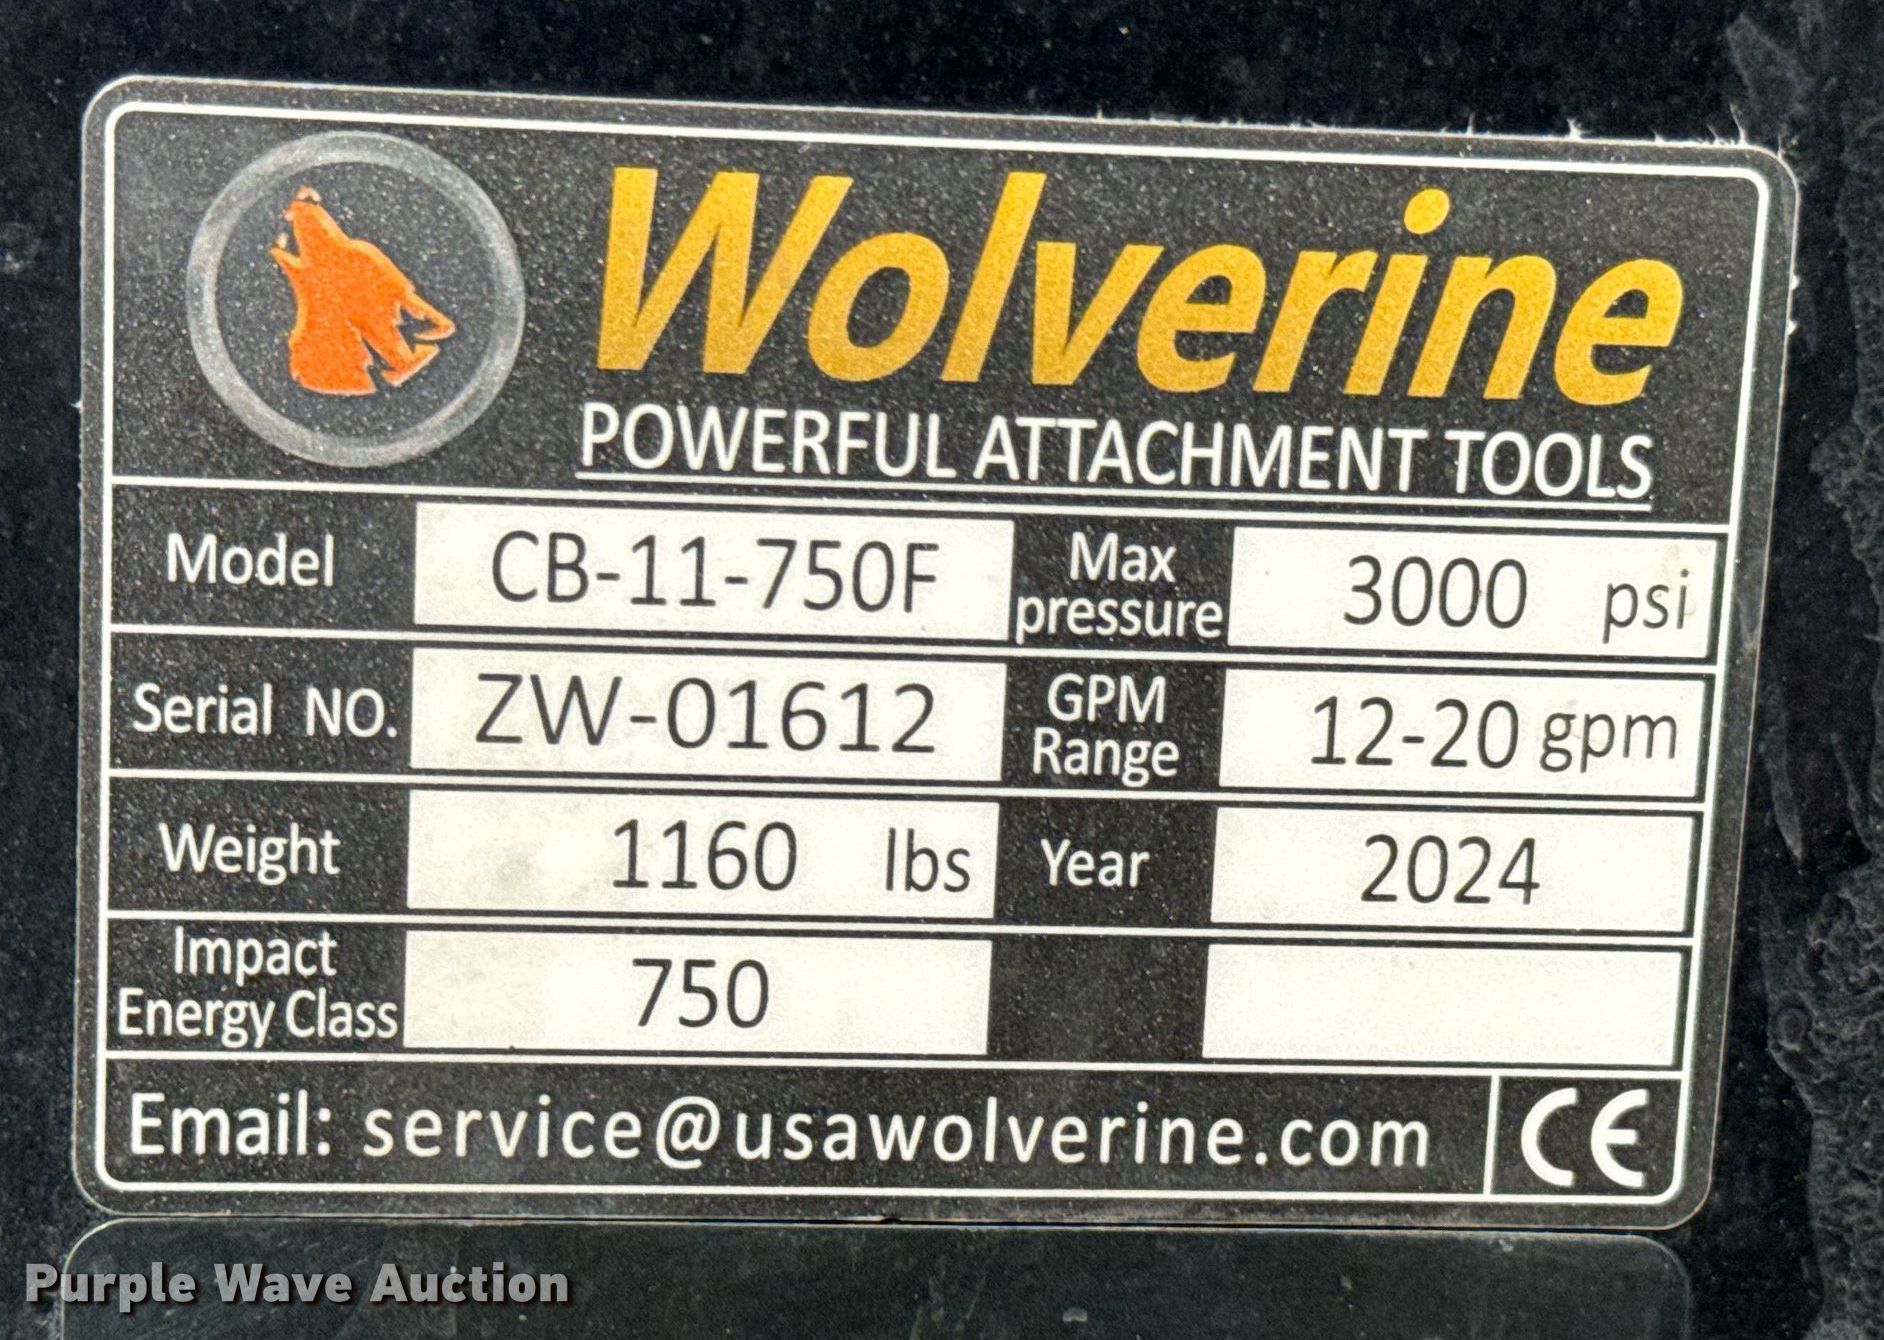 Wolverine
POWERFUL ATTACHMENT TOOLS
Model CB-11-750F Max pressure 3000 psi
Serial NO. ZW-01612 GPM Range 12-20 gpm
Weight 1160 lbs Year 2024
Impact Energy Class 750
Email: service@usawolverine.com CE
Purple Wave Auction